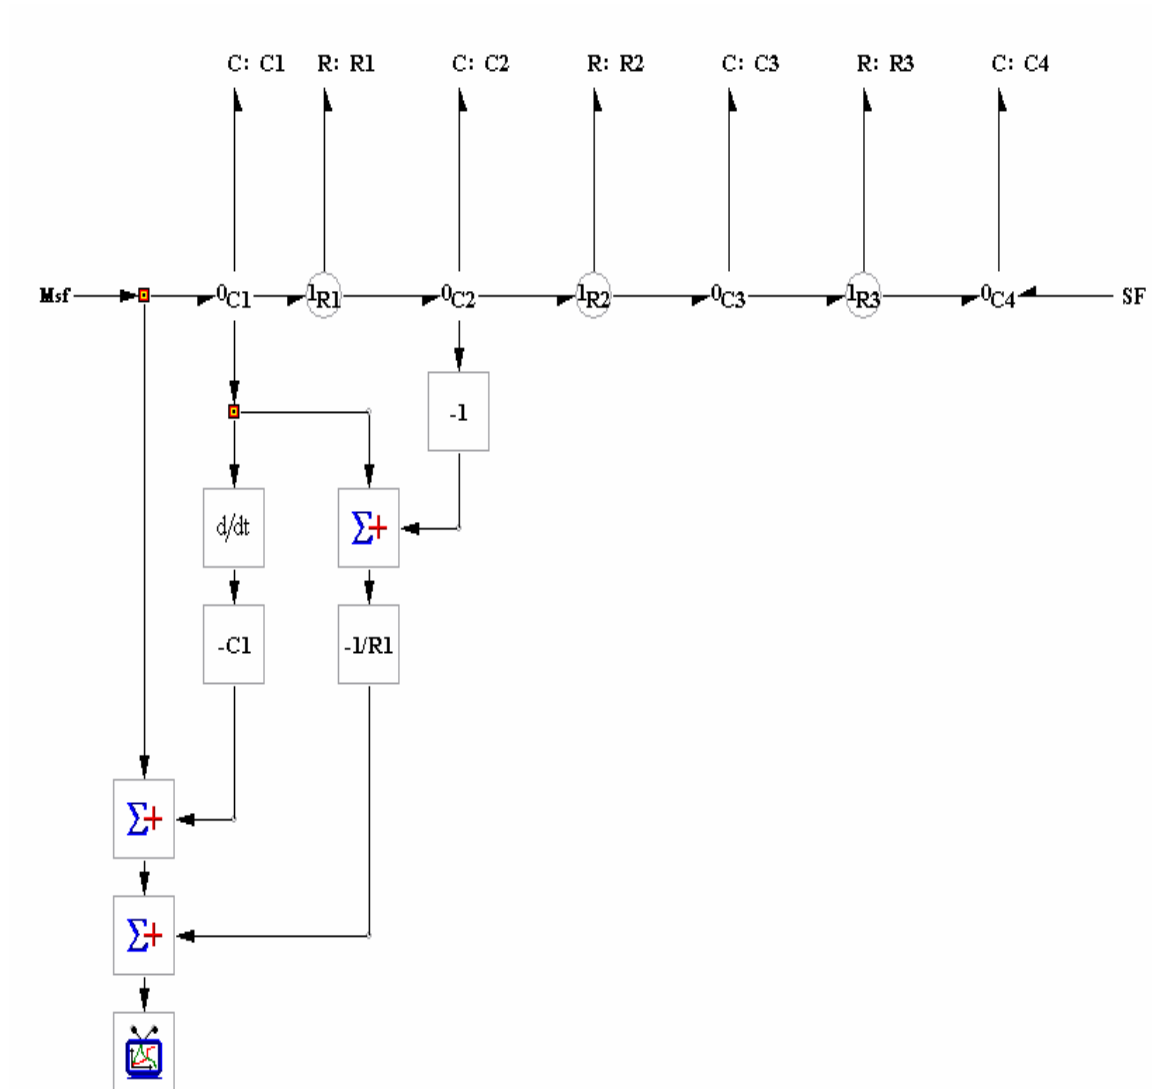 C: C1 R: R1 C: C2 R: R2 C: C3 R: R3 C: C4
Msf 0C1 1R1 0C2 1R2 0C3 1R3 0C4 SF
-1
d/dt Σ+
-C1 -1/R1
Σ+
Σ+